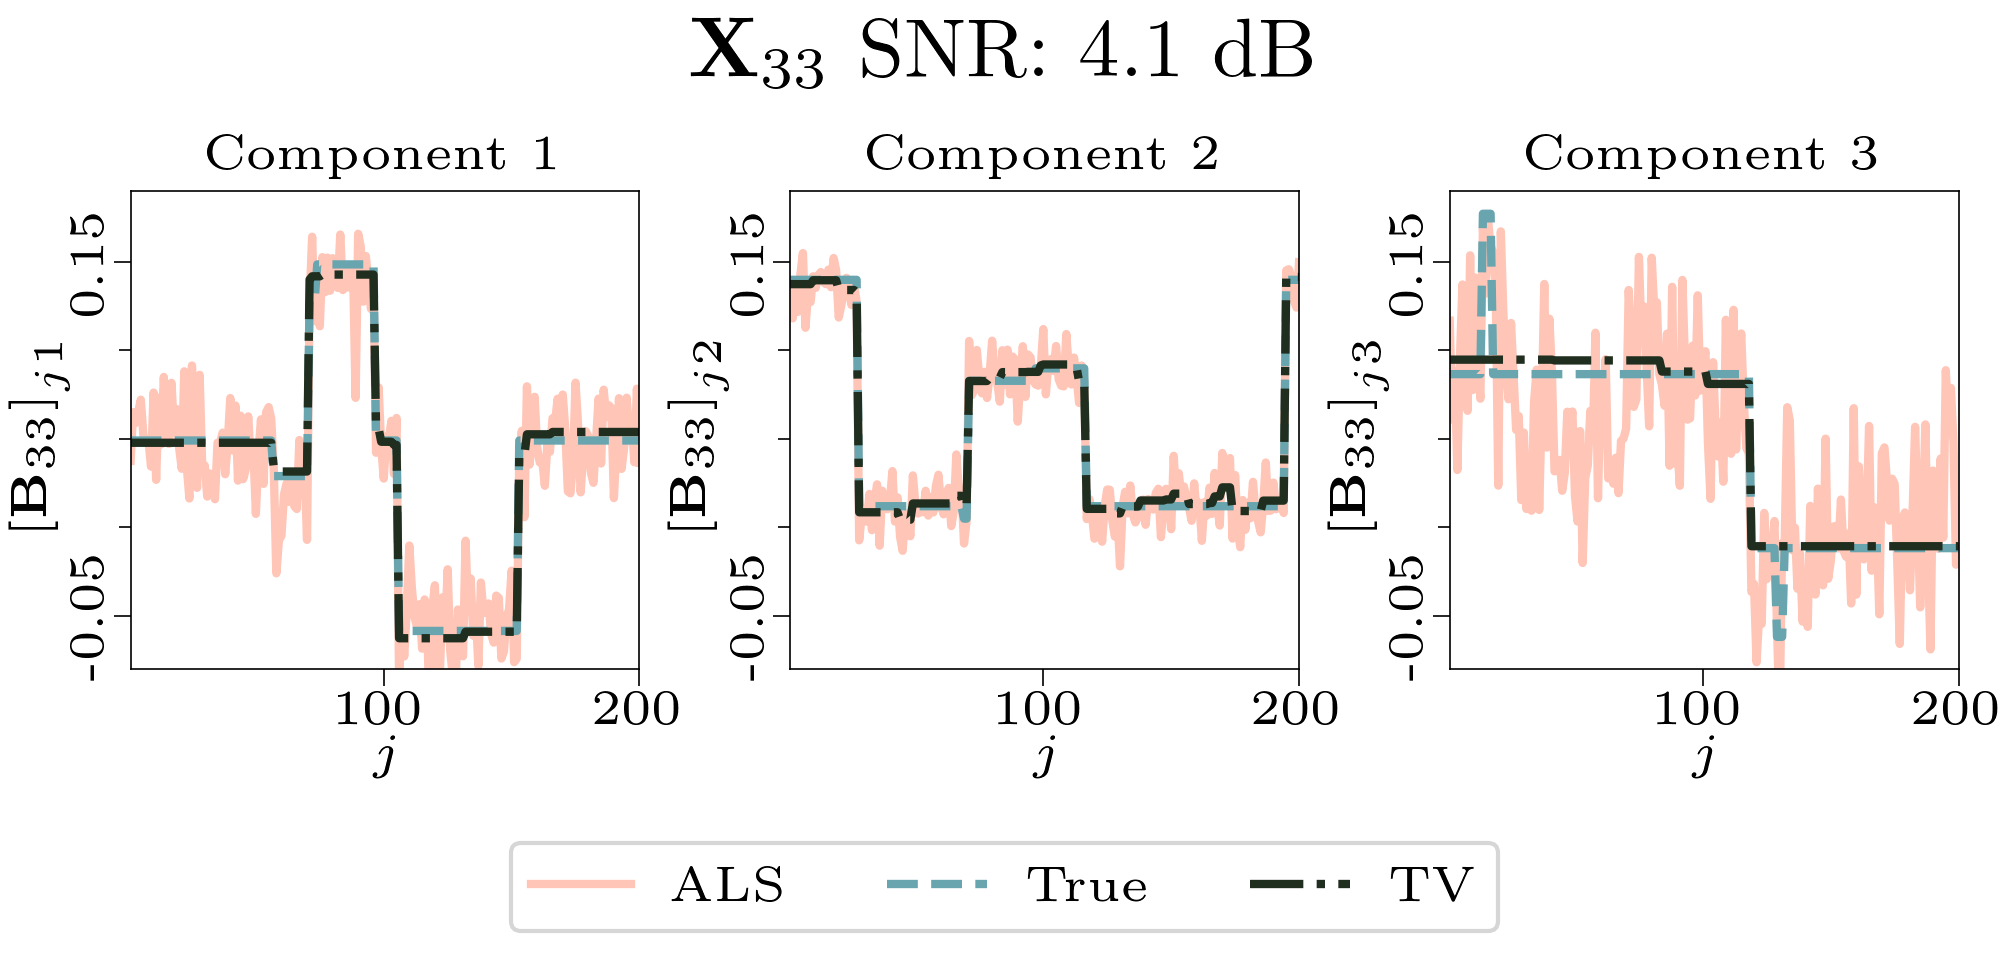 X33 SNR: 4.1 dB
Component 1
Component 2
Component 3
[B33]j1
0.15
-0.05
100
200
j
[B33]j2
0.15
-0.05
100
200
j
[B33]j3
0.15
-0.05
100
200
j
ALS
True
TV